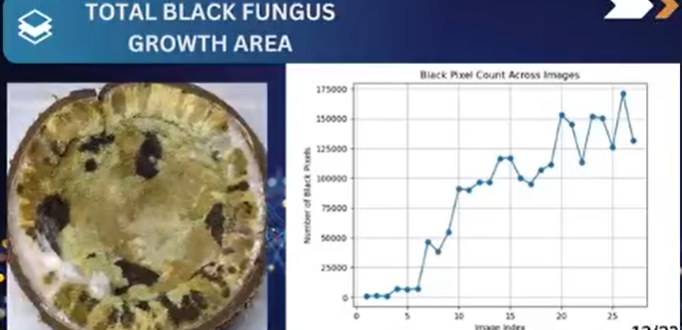 TOTAL BLACK FUNGUS
GROWTH AREA
Black Pixel Count Across Images
175000
150000
125000
100000
75000
50000
25000
0
Number of Black Pixels
0 5 10 15 20 25
Image Index